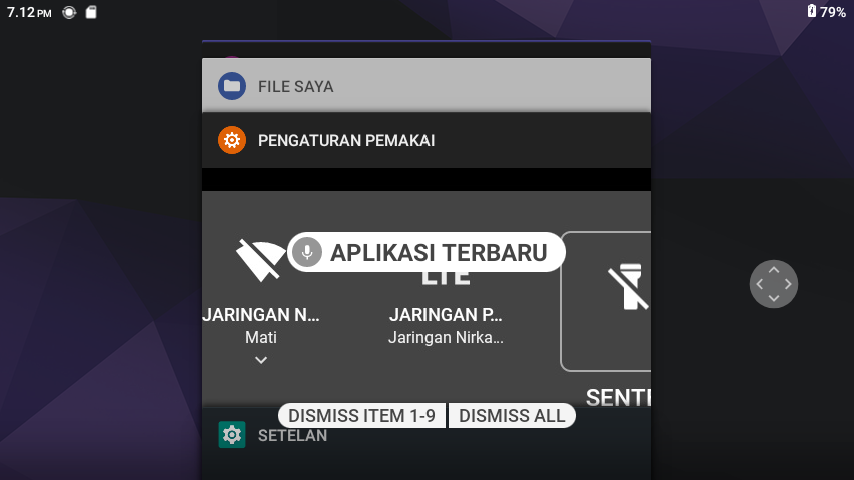 7.12 PM
79%
FILE SAYA
PENGATURAN PEMAKAI
APLIKASI TERBARU
LTE
JARINGAN N...
JARINGAN P...
Mati
Jaringan Nirka...
SENTE
DISMISS ITEM 1-9
DISMISS ALL
SETELAN